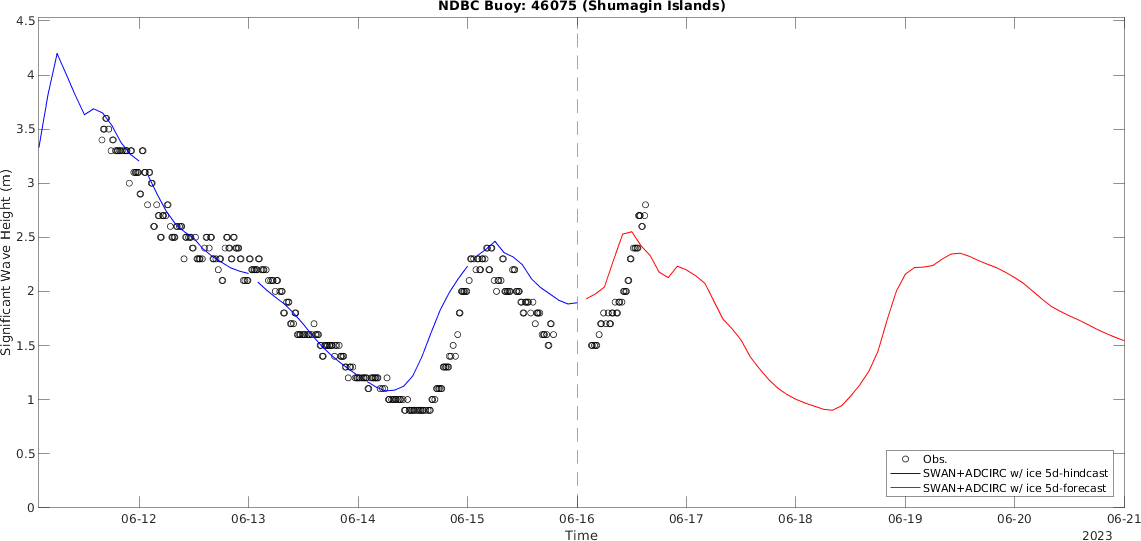 NDBC Buoy: 46075 (Shumagin Islands)
4.5
4
3.5
3
2.5
2
1.5
1
0.5
0
Significant Wave Height (m)
Obs.
SWAN+ADCIRC w/ ice 5d-hindcast
SWAN+ADCIRC w/ ice 5d-forecast
06-12 06-13 06-14 06-15 06-16 06-17 06-18 06-19 06-20 06-21
Time
2023